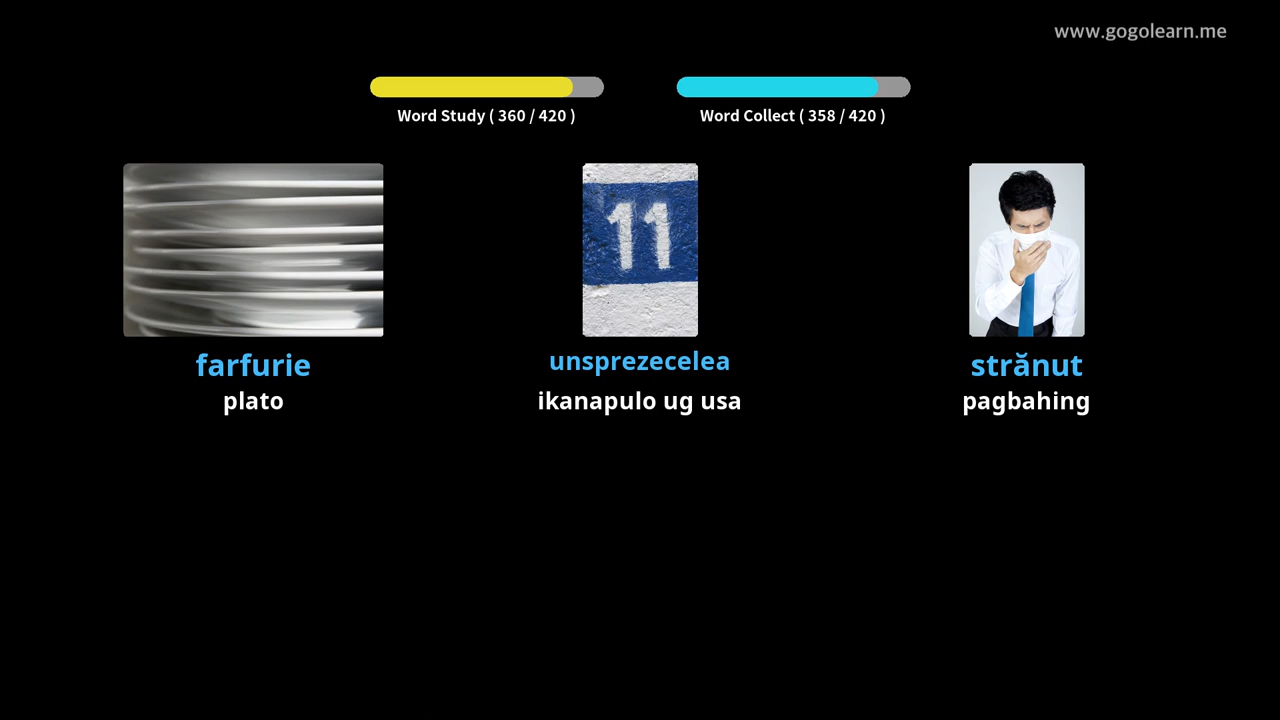 www.gogolearn.me
Word Study ( 360 / 420 )
Word Collect ( 358 / 420 )
11
farfurie
plato
unsprezecelea
ikanapulo ug usa
strănut
pagbahing